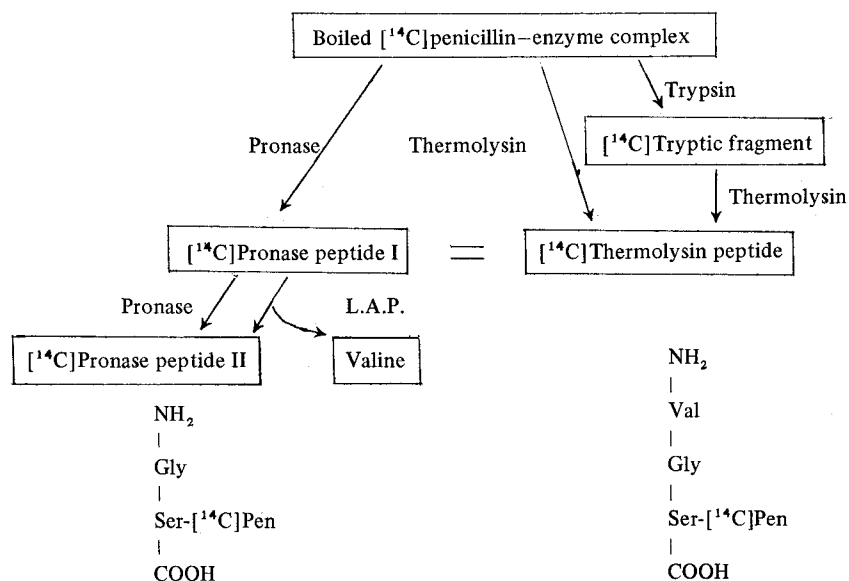 Boiled [¹⁴C]penicillin–enzyme complex
Trypsin
Pronase
Thermolysin
[¹⁴C]Tryptic fragment
Thermolysin
[¹⁴C]Pronase peptide I
=
[¹⁴C]Thermolysin peptide
Pronase
L.A.P.
[¹⁴C]Pronase peptide II
Valine
NH₂
Gly
Ser-[¹⁴C]Pen
COOH
NH₂
Val
Gly
Ser-[¹⁴C]Pen
COOH